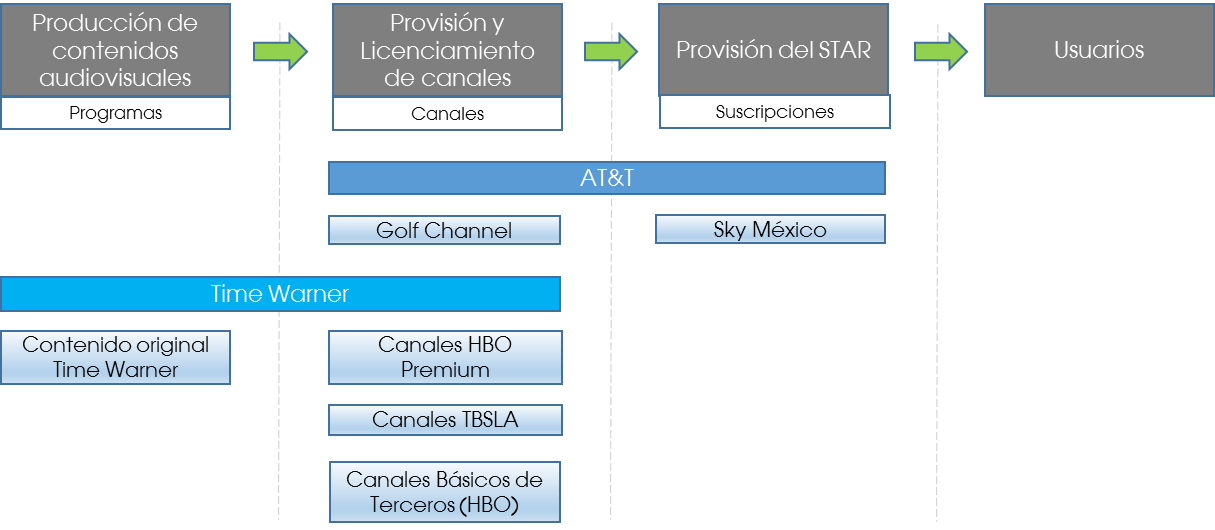 Producción de
contenidos
audiovisuales
Programas
Provisión y
Licenciamiento
de canales
Canales
Provisión del STAR
Suscripciones
Usuarios
AT&T
Golf Channel
Sky México
Time Warner
Contenido original
Time Warner
Canales HBO
Premium
Canales TBSLA
Canales Básicos de
Terceros (HBO)